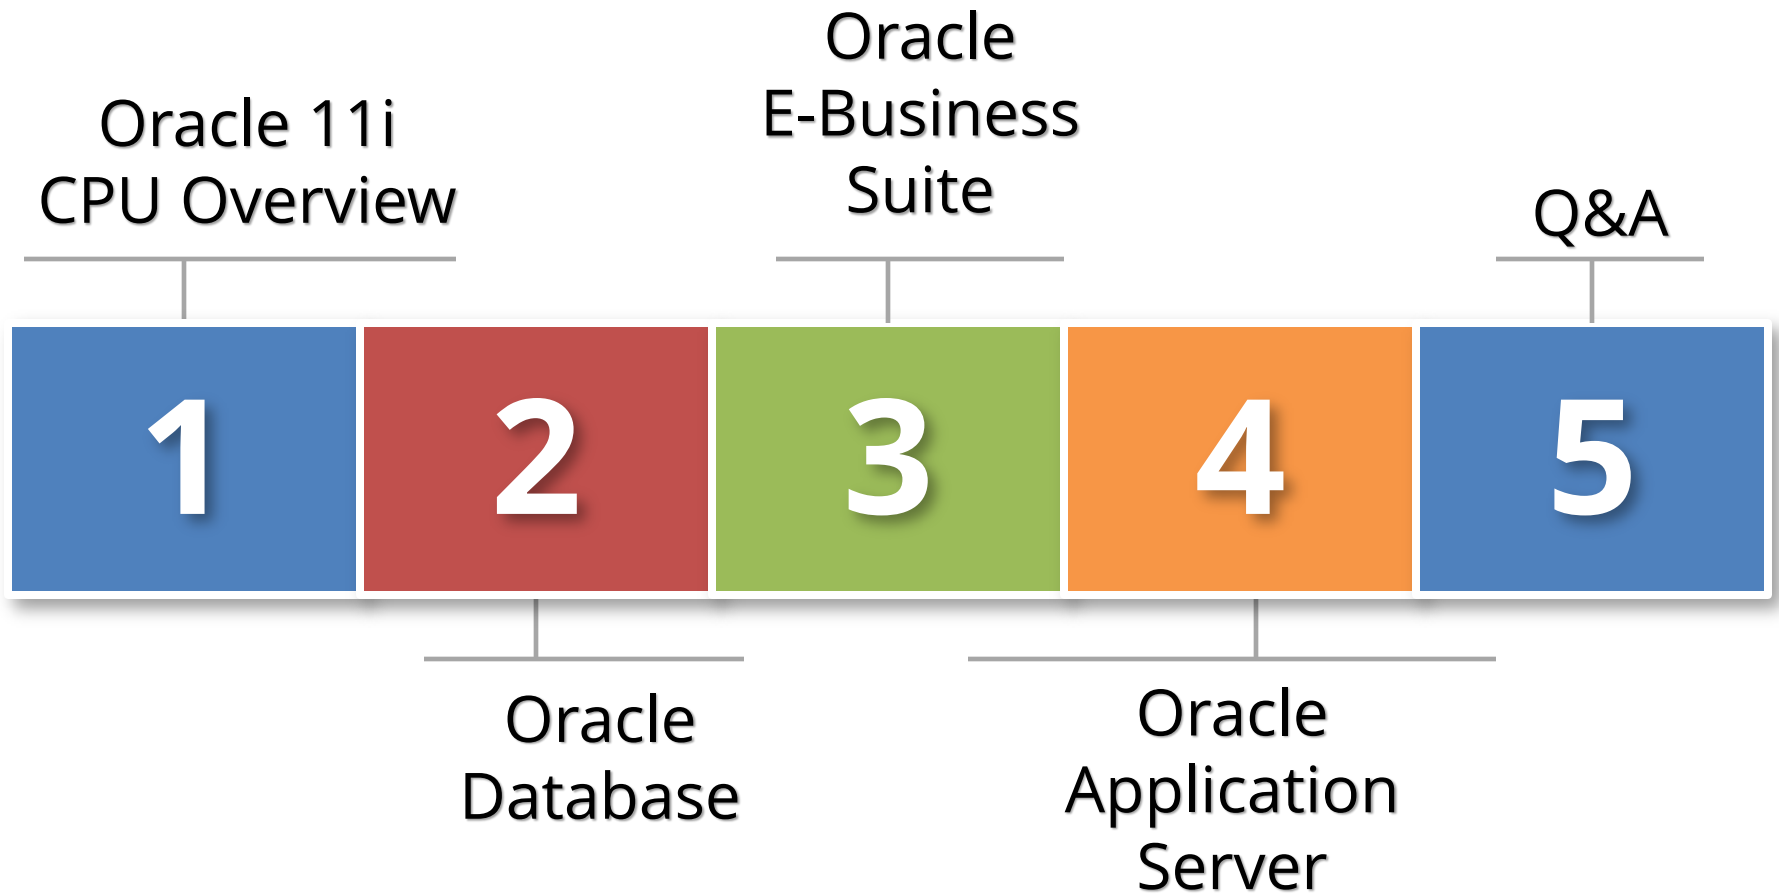 Oracle
E-Business
Suite
Oracle 11i
CPU Overview
Q&A
1
2
3
4
5
Oracle
Database
Oracle
Application
Server